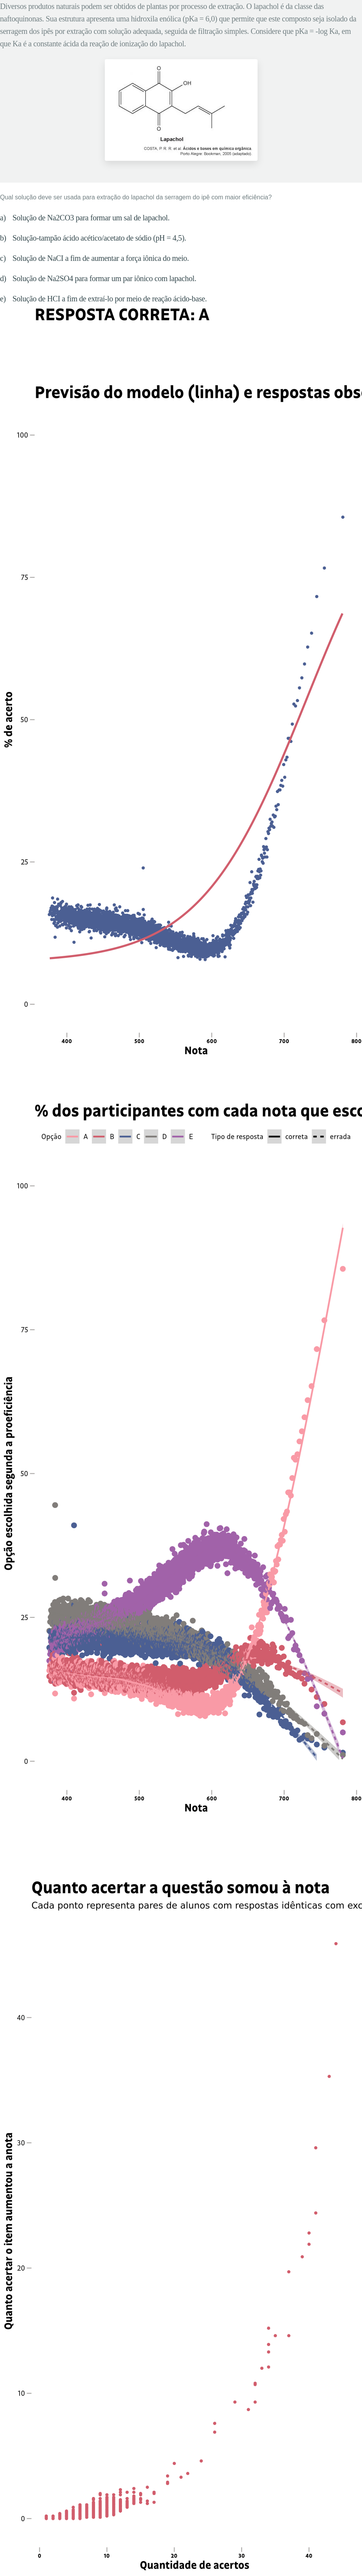 Diversos produtos naturais podem ser obtidos de plantas por processo de extração. O lapachol é da classe das
naftoquinonas. Sua estrutura apresenta uma hidroxila enólica (pKa = 6,0) que permite que este composto seja isolado da
serragem dos ipês por extração com solução adequada, seguida de filtração simples. Considere que pKa = -log Ka, em
que Ka é a constante ácida da reação de ionização do lapachol.
O
OH
O
Lapachol
COSTA, P. R. R. et al. Ácidos e bases em química orgânica.
Porto Alegre: Bookman, 2005 (adaptado).
Qual solução deve ser usada para extração do lapachol da serragem do ipê com maior eficiência?
a) Solução de Na2CO3 para formar um sal de lapachol.
b) Solução-tampão ácido acético/acetato de sódio (pH = 4,5).
c) Solução de NaCl a fim de aumentar a força iônica do meio.
d) Solução de Na2SO4 para formar um par iônico com lapachol.
e) Solução de HCl a fim de extraí-lo por meio de reação ácido-base.
RESPOSTA CORRETA: A
Previsão do modelo (linha) e respostas obs
100
75
50
25
0
% de acerto
400 500 600 700 800
Nota
% dos participantes com cada nota que esco
Opção A B C D E Tipo de resposta correta errada
100
75
50
25
0
Opção escolhida segunda a proeficiência
400 500 600 700 800
Nota
Quanto acertar a questão somou à nota
Cada ponto representa pares de alunos com respostas idênticas com exc
40
30
20
10
0
Quanto acertar o item aumentou a anota
0 10 20 30 40
Quantidade de acertos